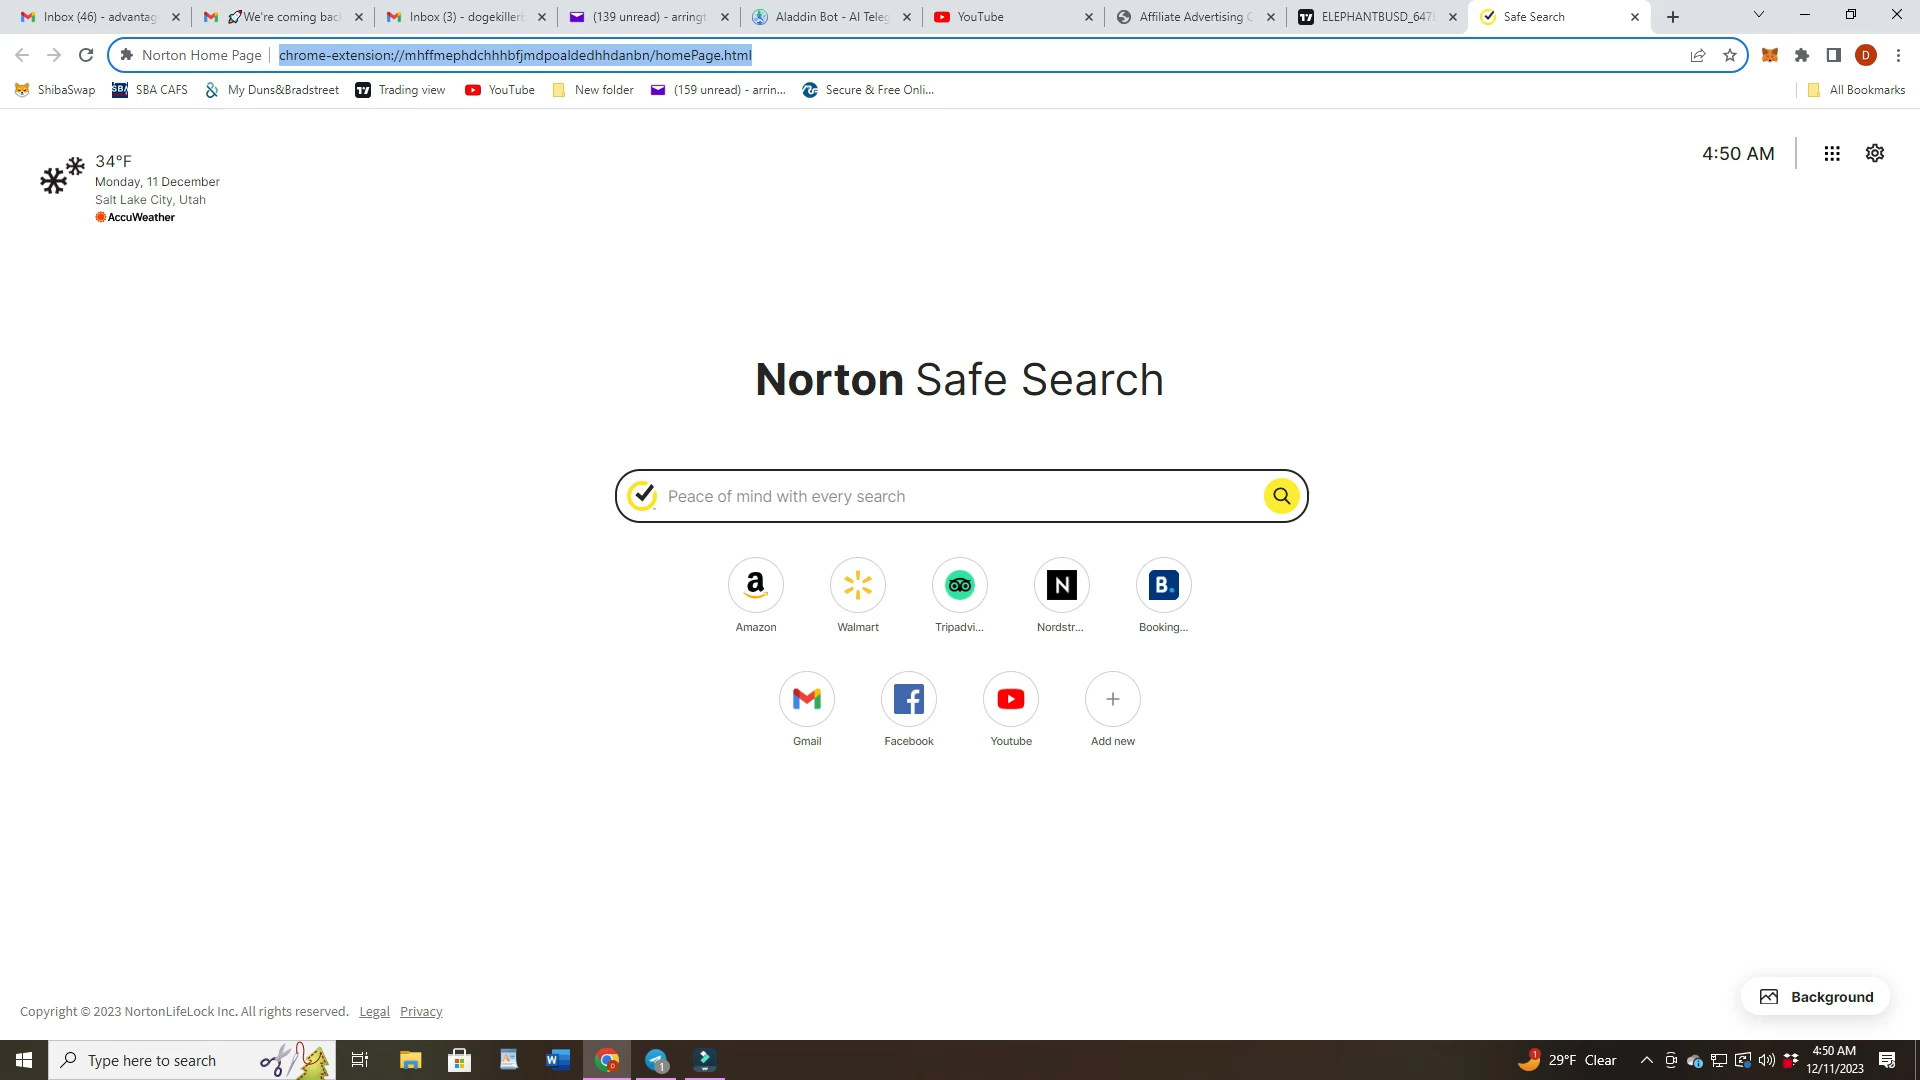 Inbox (46) - advantag
We're coming bac
Inbox (3) - dogekiller
(139 unread) - arringt
Aladdin Bot - AI Teleg
YouTube
Affiliate Advertising C
ELEPHANTBUSD_647
Safe Search
Norton Home Page
chrome-extension://mhffmephdchhhbfjmdpoaldedhhdanbn/homePage.html
D
ShibaSwap
SBA CAFS
My Duns&Bradstreet
Trading view
YouTube
New folder
(159 unread) - arrin...
Secure & Free Onli...
All Bookmarks
34°F
Monday, 11 December
Salt Lake City, Utah
AccuWeather
4:50 AM
Norton Safe Search
Peace of mind with every search
Amazon
Walmart
Tripadvi...
Nordstr...
Booking...
Gmail
Facebook
Youtube
Add new
Background
Copyright © 2023 NortonLifeLock Inc. All rights reserved. Legal Privacy
Type here to search
29°F Clear
4:50 AM
12/11/2023